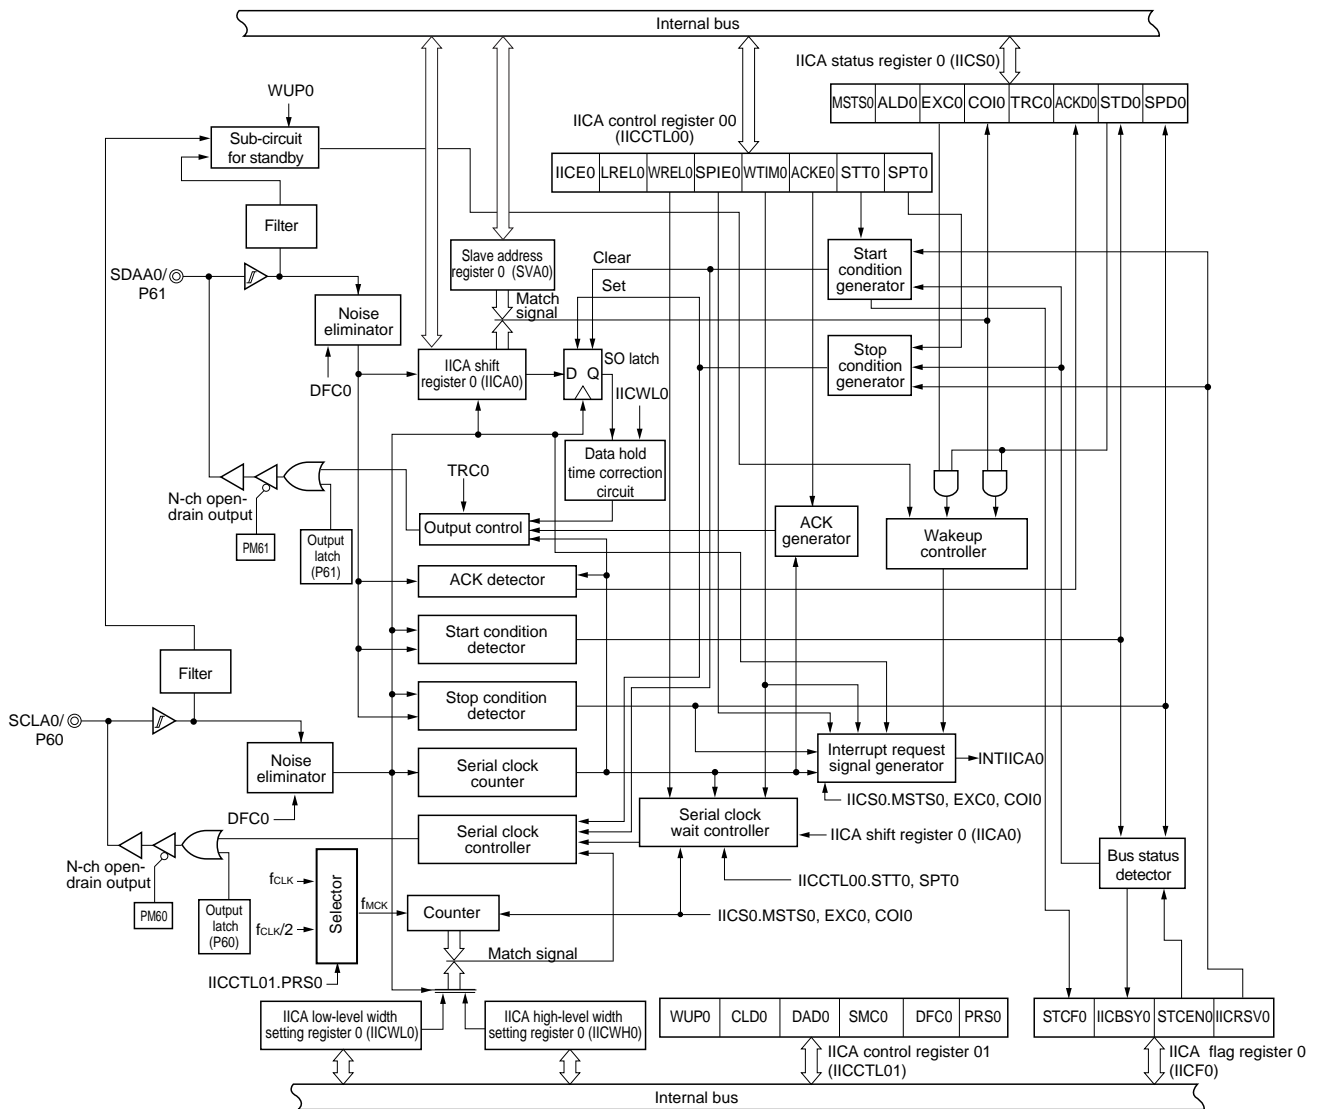 Internal bus
IICA status register 0 (IICS0)
MSTS0 ALD0 EXC0 COI0 TRC0 ACKD0 STD0 SPD0
WUP0
Sub-circuit
for standby
IICA control register 00
(IICCTL00)
IICE0 LREL0 WREL0 SPIE0 WTIM0 ACKE0 STT0 SPT0
Filter
Slave address
register 0 (SVA0)
Clear
Set
Match
signal
Start
condition
generator
SDAA0/
P61
Noise
eliminator
DFC0
IICA shift
register 0 (IICA0)
SO latch
D Q
IICWL0
Stop
condition
generator
Data hold
time correction
circuit
TRC0
N-ch open-
drain output
PM61
Output
latch
(P61)
Output control
ACK
generator
Wakeup
controller
ACK detector
Start condition
detector
Filter
Stop condition
detector
SCLA0/
P60
Noise
eliminator
DFC0
Serial clock
counter
Interrupt request
signal generator
INTIICA0
IICS0.MSTS0, EXC0, COI0
Serial clock
wait controller
IICA shift register 0 (IICA0)
Serial clock
controller
IICCTL00.STT0, SPT0
Bus status
detector
N-ch open-
drain output
PM60
Output
latch
(P60)
fCLK
fCLK/2
Selector
fMCK
Counter
IICS0.MSTS0, EXC0, COI0
Match signal
IICCTL01.PRS0
IICA low-level width
setting register 0 (IICWL0)
IICA high-level width
setting register 0 (IICWH0)
WUP0 CLD0 DAD0 SMC0 DFC0 PRS0
IICA control register 01
(IICCTL01)
STCF0 IICBSY0 STCEN0 IICRSV0
IICA flag register 0
(IICF0)
Internal bus